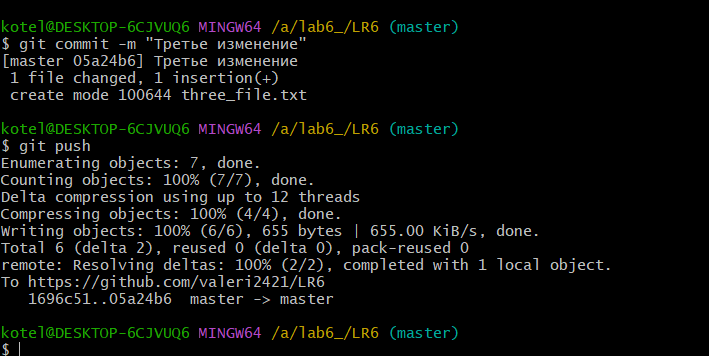 kotel@DESKTOP-6CJVUQ6 MINGW64 /a/lab6_/LR6 (master)
$ git commit -m "Третье изменение"
[master 05a24b6] Третье изменение
 1 file changed, 1 insertion(+)
 create mode 100644 three_file.txt
kotel@DESKTOP-6CJVUQ6 MINGW64 /a/lab6_/LR6 (master)
$ git push
Enumerating objects: 7, done.
Counting objects: 100% (7/7), done.
Delta compression using up to 12 threads
Compressing objects: 100% (4/4), done.
Writing objects: 100% (6/6), 655 bytes | 655.00 KiB/s, done.
Total 6 (delta 2), reused 0 (delta 0), pack-reused 0
remote: Resolving deltas: 100% (2/2), completed with 1 local object.
To https://github.com/valeri2421/LR6
   1696c51..05a24b6  master -> master
kotel@DESKTOP-6CJVUQ6 MINGW64 /a/lab6_/LR6 (master)
$